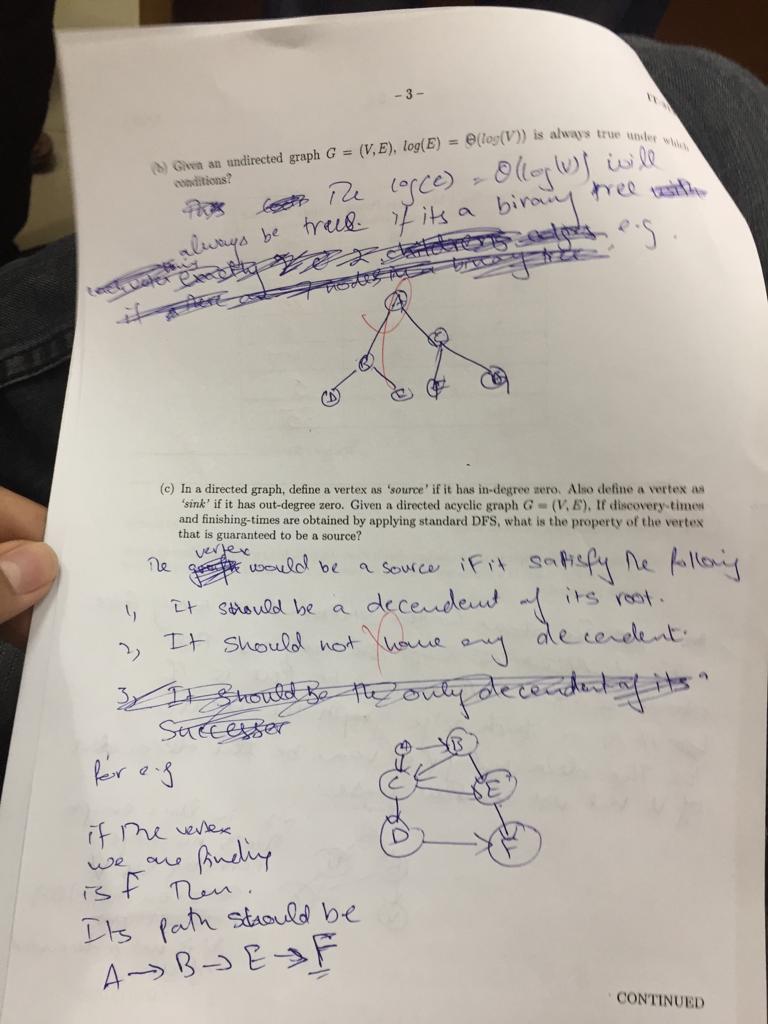 - 3 -
(b) Given an undirected graph G = (V, E), log(E) = Θ(log(V)) is always true under which
conditions?
The log(E) = Θ(log(V)) will
always be true if its a binary tree
e.g.
A
B C
D E F
(c) In a directed graph, define a vertex as 'source' if it has in-degree zero. Also define a vertex as
'sink' if it has out-degree zero. Given a directed acyclic graph G = (V, E), If discovery-times
and finishing-times are obtained by applying standard DFS, what is the property of the vertex
that is guaranteed to be a source?
vertex
The would be a source if it satisfy the following
1, It should be a decendent of its root.
2, It should not have any decendent.
3, It should be the only decendent of its
Successer
A B
For e.g
C E
if the vertex
D F
we are finding
is F Then.
Its path should be
A → B → E → F
CONTINUED